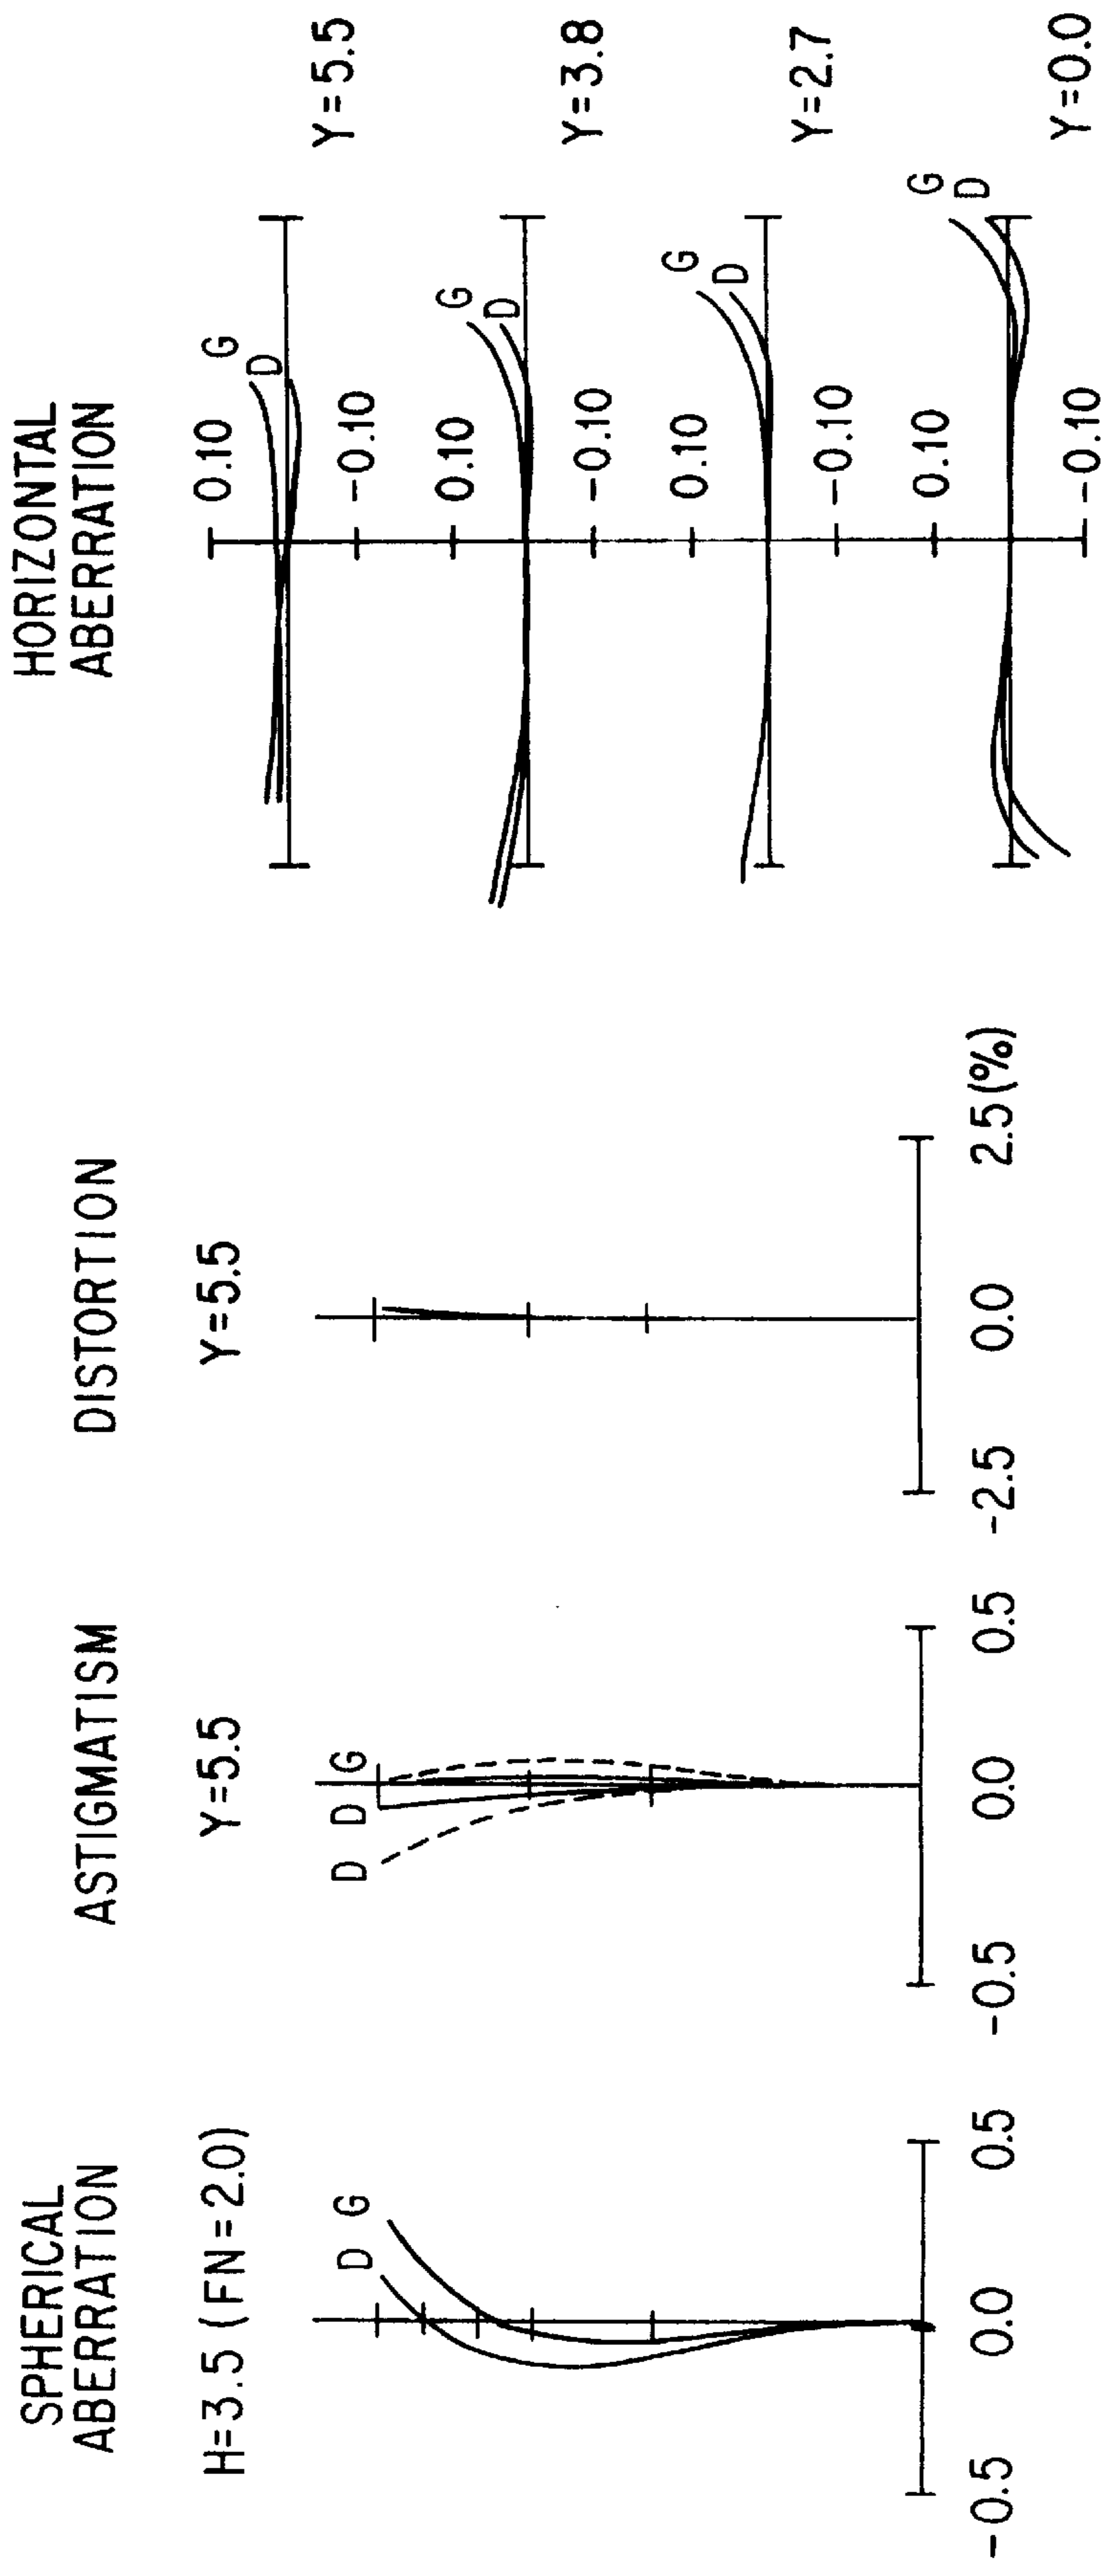 SPHERICAL
ABERRATION
H=3.5 (FN=2.0)
D
G
-0.5
0.0
0.5
ASTIGMATISM
Y=5.5
D
D
G
-0.5
0.0
0.5
DISTORTION
Y=5.5
-2.5
0.0
2.5(%)
HORIZONTAL
ABERRATION
0.10
G
D
-0.10
Y=5.5
0.10
G
D
-0.10
Y=3.8
0.10
G
D
-0.10
Y=2.7
0.10
G
D
-0.10
Y=0.0